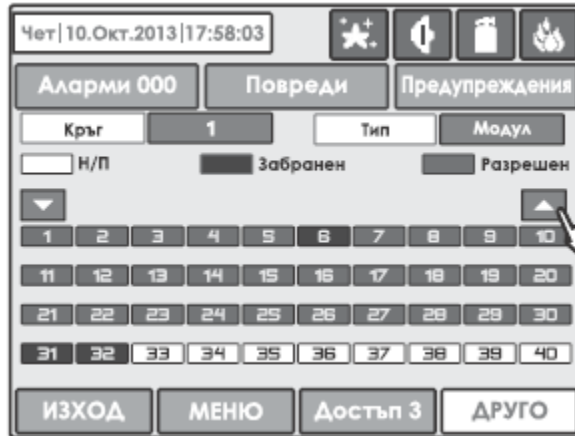 Чет|10.Окт.2013|17:58:03
Аларми 000 Повреди Предупреждения
Кръг 1 Тип Модул
Н/П Забранен Разрешен
1 2 3 4 5 6 7 8 9 10
11 12 13 14 15 16 17 18 19 20
21 22 23 24 25 26 27 28 29 30
31 32 33 34 35 36 37 38 39 40
ИЗХОД МЕНЮ Достъп 3 ДРУГО